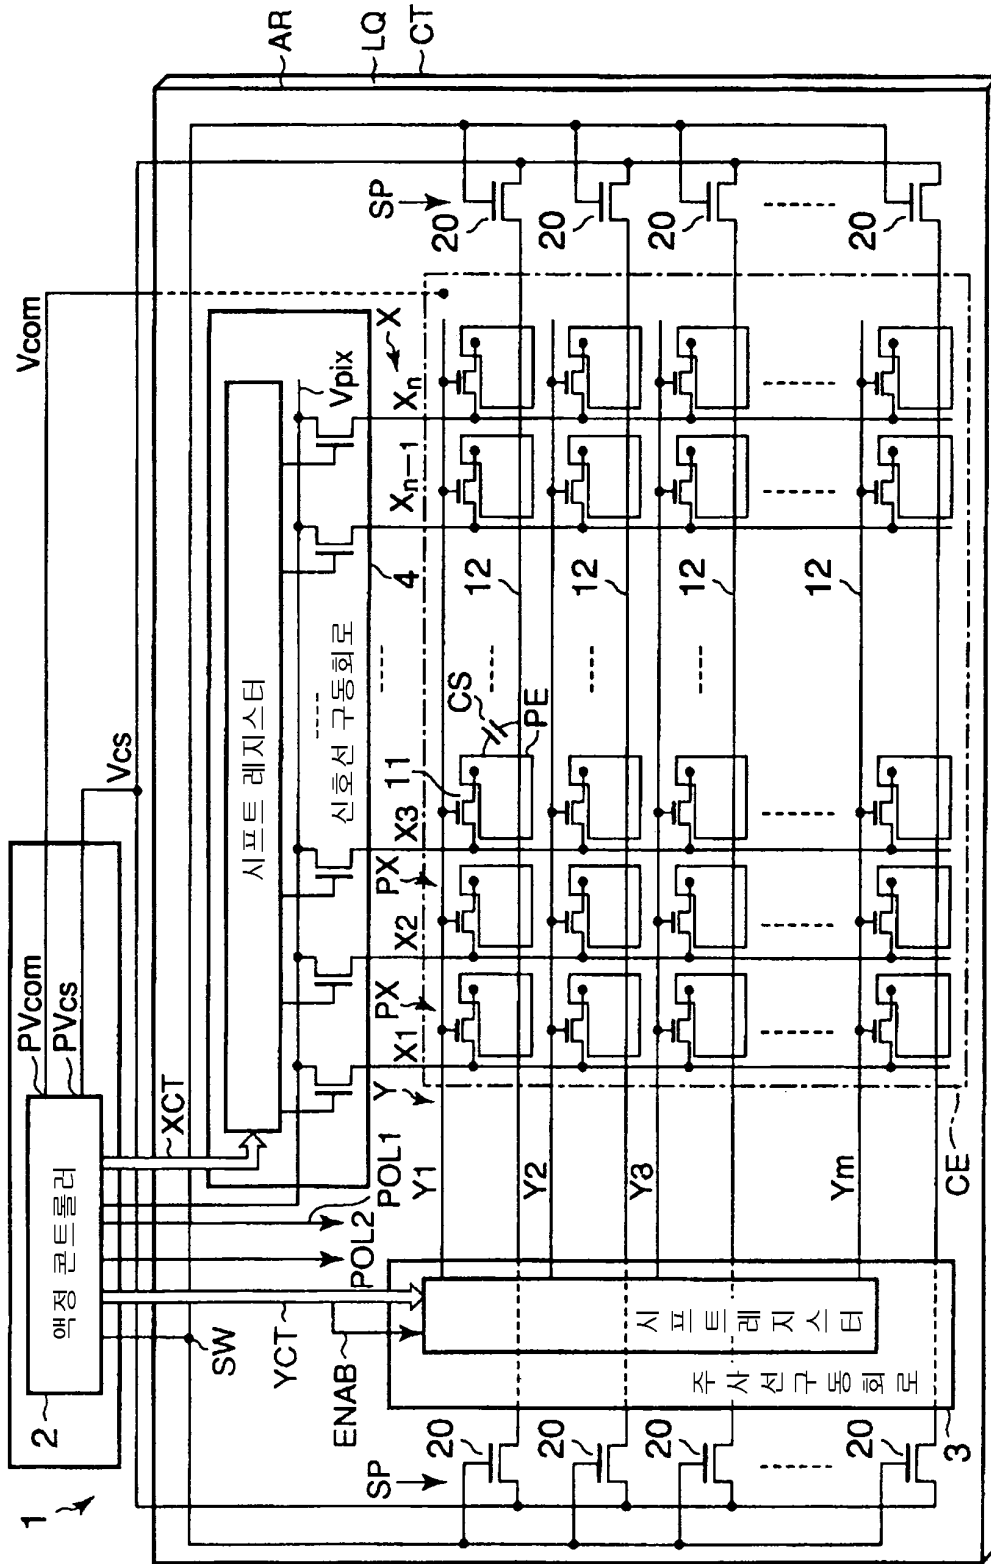 1
2
액정 콘트롤러
PVcom
PVcs
Vcom
Vcs
AR
LQ
CT
SW
YCT
ENAB
POL2
POL1
XCT
시프트 레지스터
신호선 구동회로
Vpix
4
SP
SP
Y
X1
PX
X2
PX
X3
11
CS
PE
Xn-1
Xn
X
Y1
Y2
Y3
Ym
12
12
12
12
20
20
20
20
20
20
20
20
시프트레지스터
주사선구동회로
3
CE